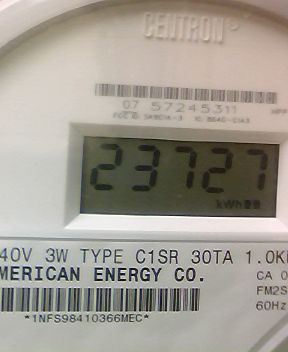 CENTRON®
07 57245311
23727
kWh
40V 3W TYPE C1SR 30TA 1.0K
MERICAN ENERGY CO.
CA 0
FM2S
60Hz
*1NFS98410366MEC*